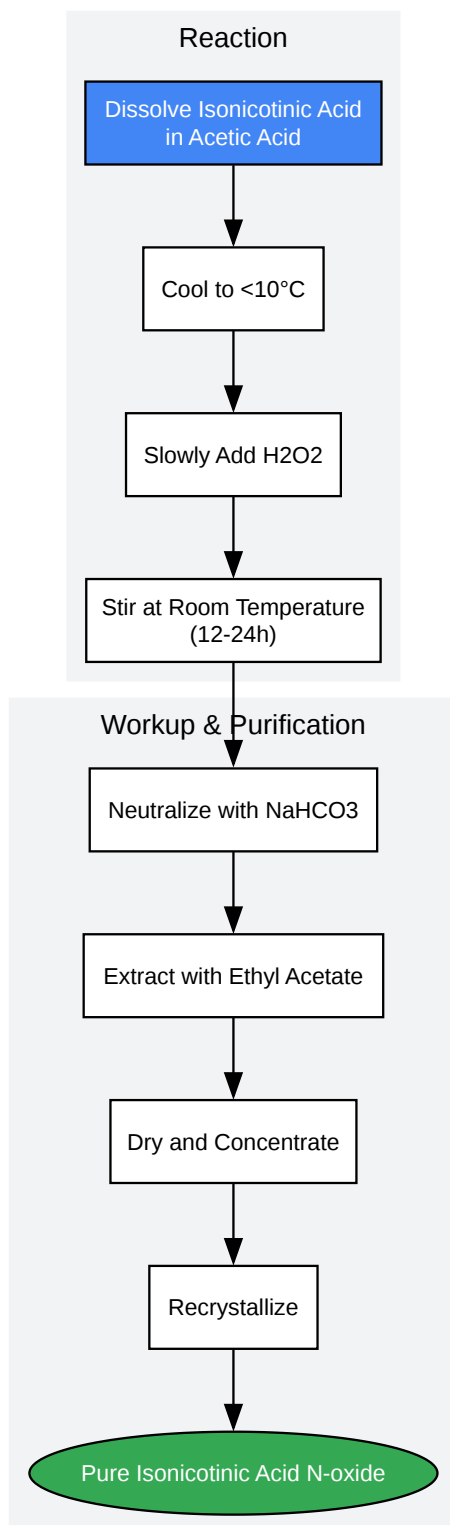 Reaction
Dissolve Isonicotinic Acid
in Acetic Acid
Cool to <10°C
Slowly Add H2O2
Stir at Room Temperature
(12-24h)
Workup & Purification
Neutralize with NaHCO3
Extract with Ethyl Acetate
Dry and Concentrate
Recrystallize
Pure Isonicotinic Acid N-oxide